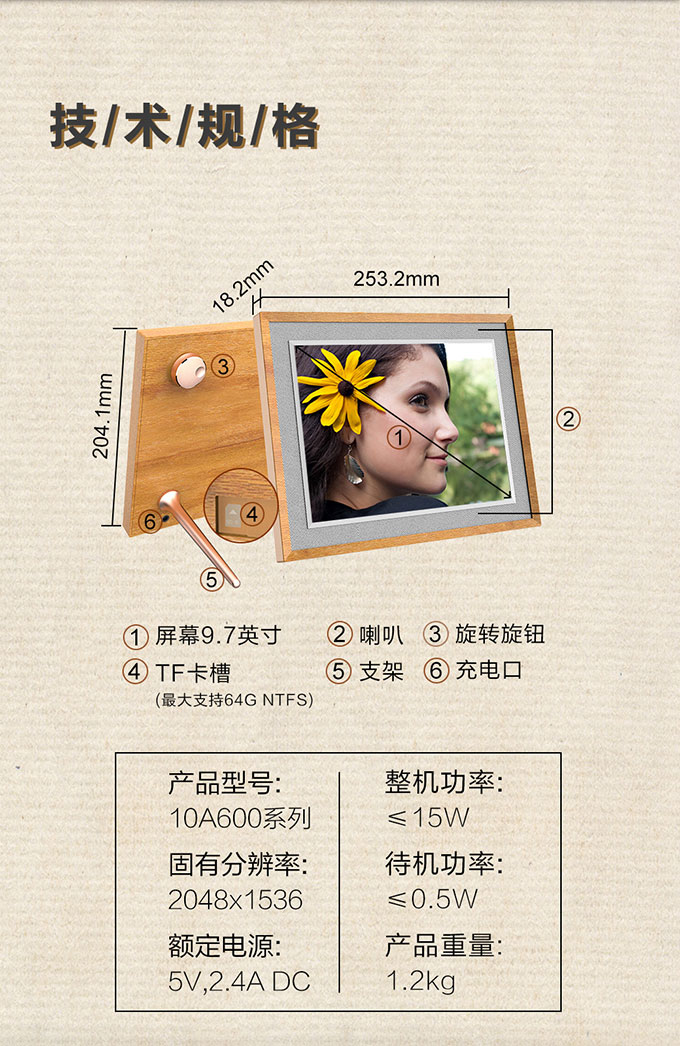 技/术/规/格
18.2mm
253.2mm
204.1mm
③
①
②
④
⑥
⑤
① 屏幕9.7英寸 ② 喇叭 ③ 旋转旋钮
④ TF卡槽 ⑤ 支架 ⑥ 充电口
(最大支持64G NTFS)
产品型号:
10A600系列
固有分辨率:
2048x1536
额定电源:
5V,2.4A DC
整机功率:
≤15W
待机功率:
≤0.5W
产品重量:
1.2kg